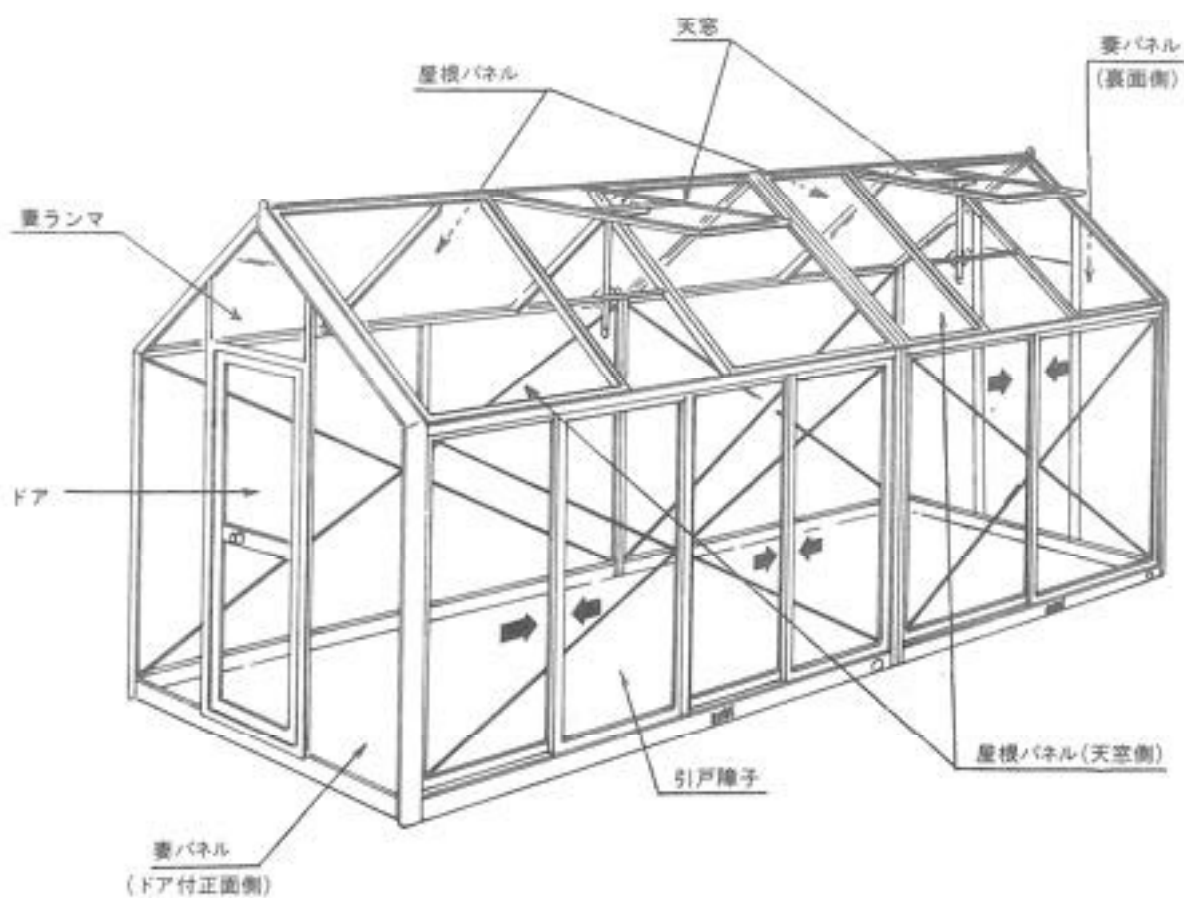 天窓
妻パネル
(裏面側)
屋根パネル
妻ランマ
ドア
屋根パネル(天窓側)
引戸障子
妻パネル
(ドア付正面側)